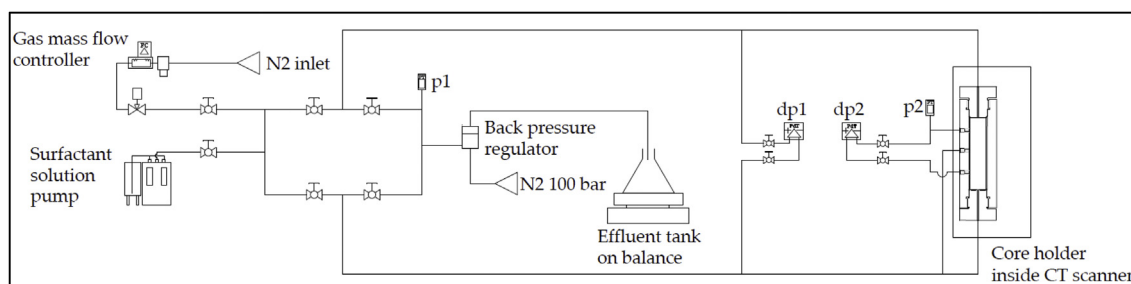 Gas mass flow
controller
FC
N2 inlet
p1
dp1
dp2
p2
Back pressure
regulator
Surfactant
solution
pump
N2 100 bar
Effluent tank
on balance
Core holder
inside CT scanner